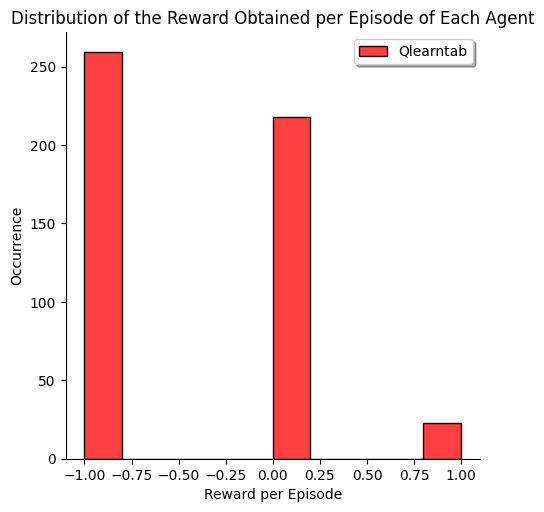 Distribution of the Reward Obtained per Episode of Each Agent
Qlearntab
Occurrence
250
200
150
100
50
0
−1.00 −0.75 −0.50 −0.25 0.00 0.25 0.50 0.75 1.00
Reward per Episode